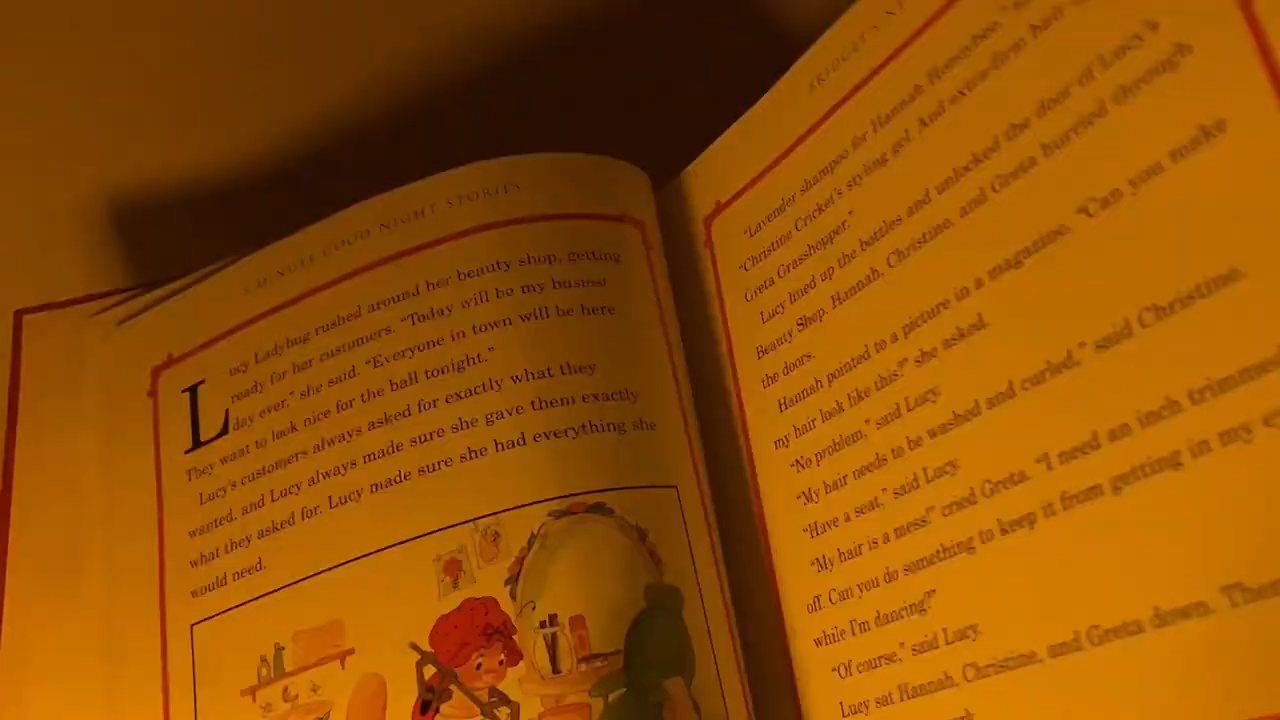 5 MINUTE GOOD NIGHT STORIES
Lucy Ladybug rushed around her beauty shop, getting
ready for her customers. “Today will be my busiest
day ever,” she said. “Everyone in town will be here
They want to look nice for the ball tonight.”
Lucy’s customers always asked for exactly what they
wanted, and Lucy always made sure she gave them exactly
what they asked for. Lucy made sure she had everything she
would need.
BRIDGET’S
“Lavender shampoo for Hannah Honeybee.
“Christine Cricket’s styling gel. And extra-firm hair
Greta Grasshopper.”
Lucy lined up the bottles and unlocked the door of Lucy’s
Beauty Shop. Hannah, Christine, and Greta hurried through
the doors.
Hannah pointed to a picture in a magazine. “Can you make
my hair look like this?” she asked.
“No problem,” said Lucy.
“My hair needs to be washed and curled,” said Christine.
“Have a seat,” said Lucy.
“My hair is a mess!” cried Greta. “I need an inch trimmed
off. Can you do something to keep it from getting in my
while I’m dancing?”
“Of course,” said Lucy.
Lucy sat Hannah, Christine, and Greta down.